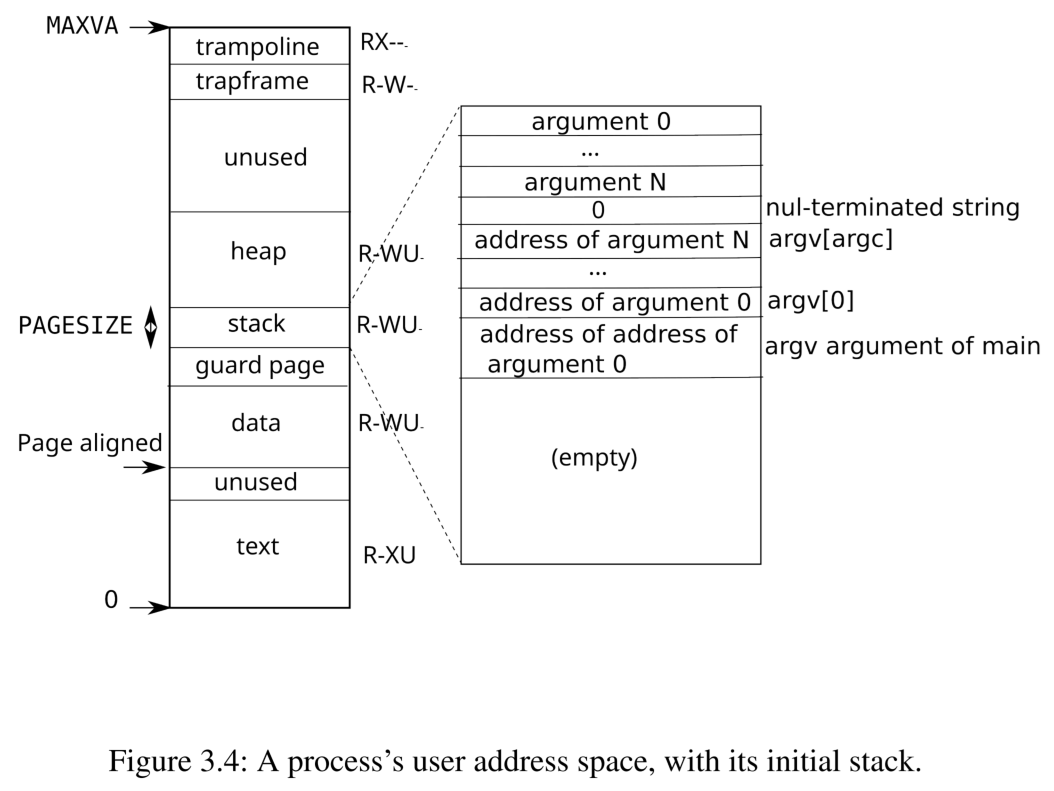 MAXVA
trampoline RX--
trapframe R-W-
unused
heap R-WU
PAGESIZE stack R-WU
guard page
data R-WU
Page aligned
unused
text R-XU
0
argument 0
...
argument N
0 nul-terminated string
address of argument N argv[argc]
...
address of argument 0 argv[0]
address of address of
argument 0
argv argument of main
(empty)
Figure 3.4: A process's user address space, with its initial stack.